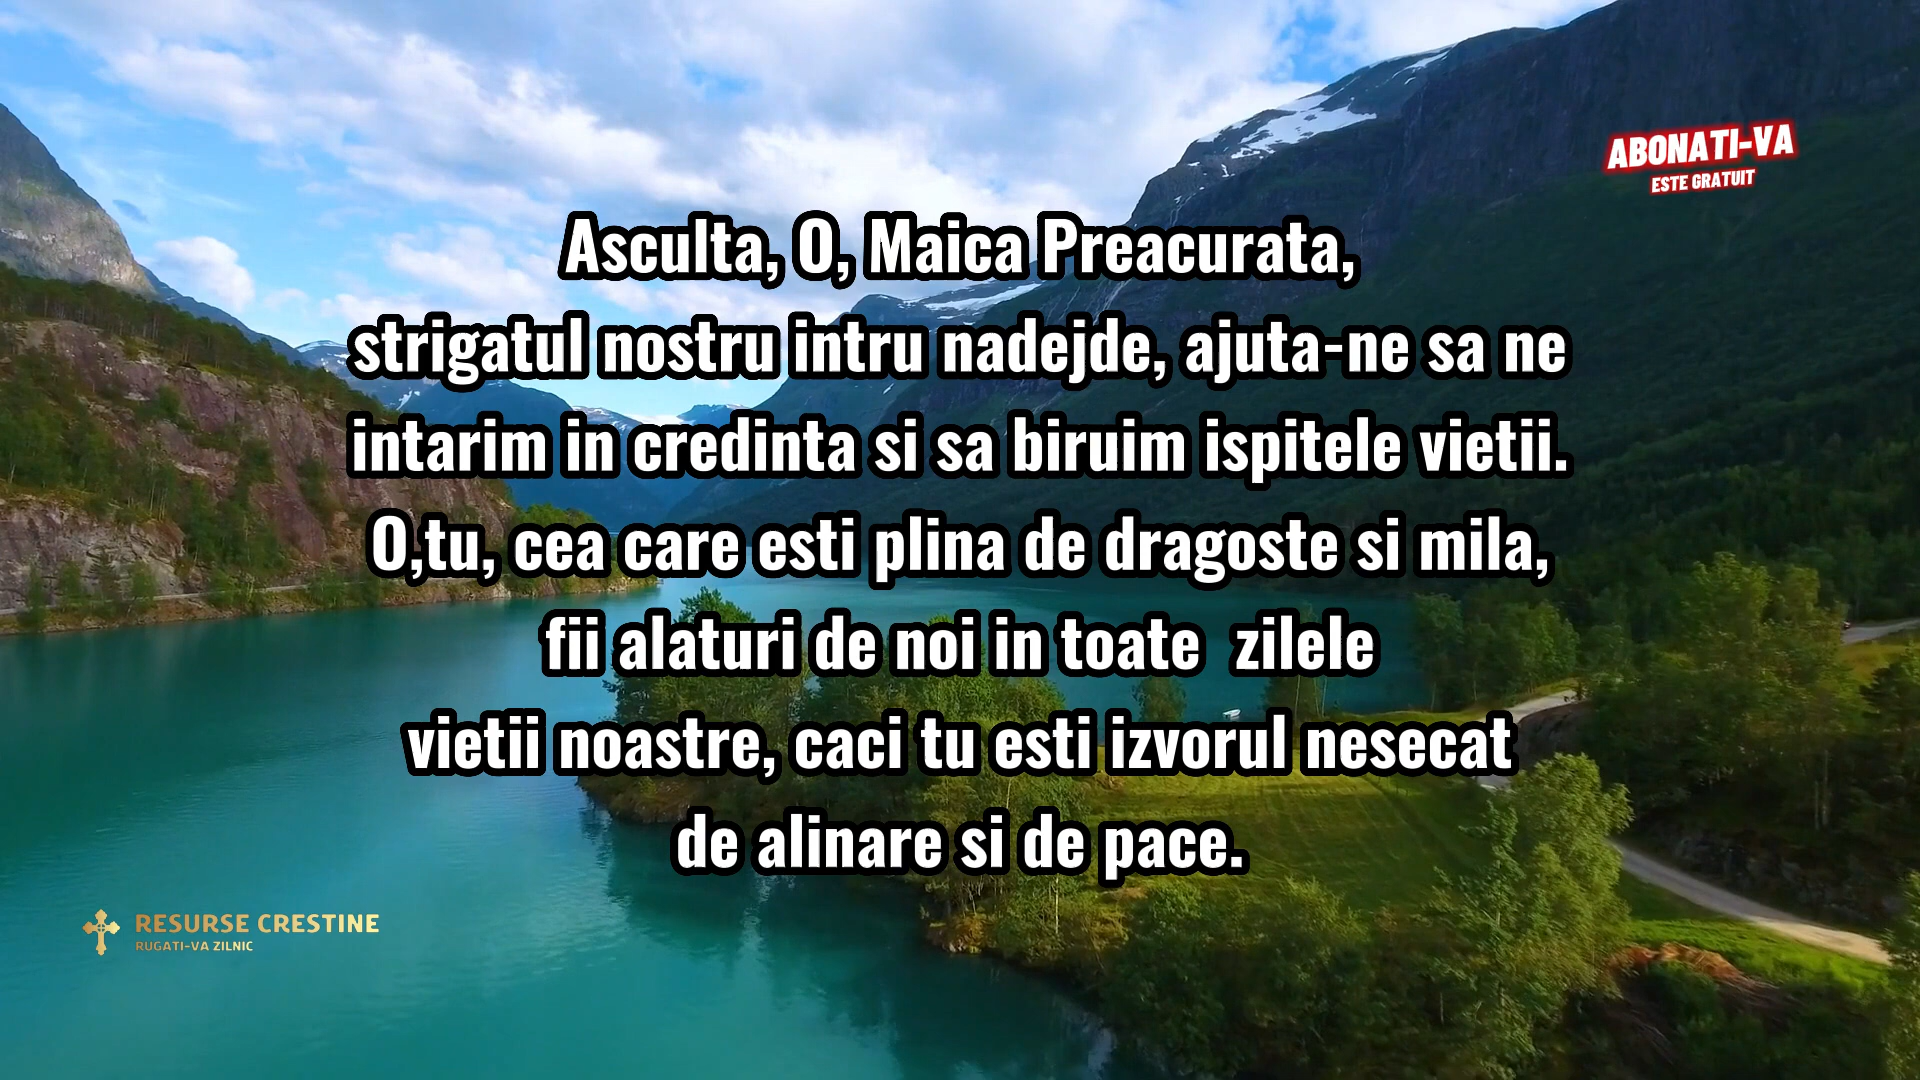 ABONATI-VA
ESTE GRATUIT
Asculta, O, Maica Preacurata,
strigatul nostru intru nadejde, ajuta-ne sa ne
intarim in credinta si sa biruim ispitele vietii.
O,tu, cea care esti plina de dragoste si mila,
fii alaturi de noi in toate  zilele
vietii noastre, caci tu esti izvorul nesecat
de alinare si de pace.
RESURSE CRESTINE
RUGATI-VA ZILNIC